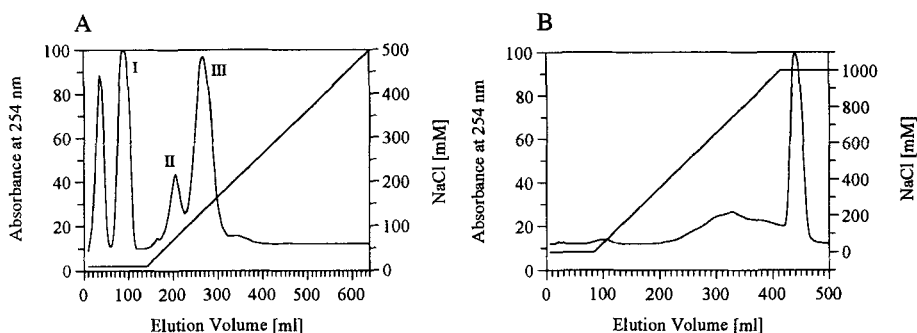 A
B
I
II
III
Absorbance at 254 nm
100
80
60
40
20
0
500
400
300
200
100
0
NaCl [mM]
0 100 200 300 400 500 600
Elution Volume [ml]
Absorbance at 254 nm
100
80
60
40
20
0
1000
800
600
400
200
0
NaCl [mM]
0 100 200 300 400 500
Elution Volume [ml]